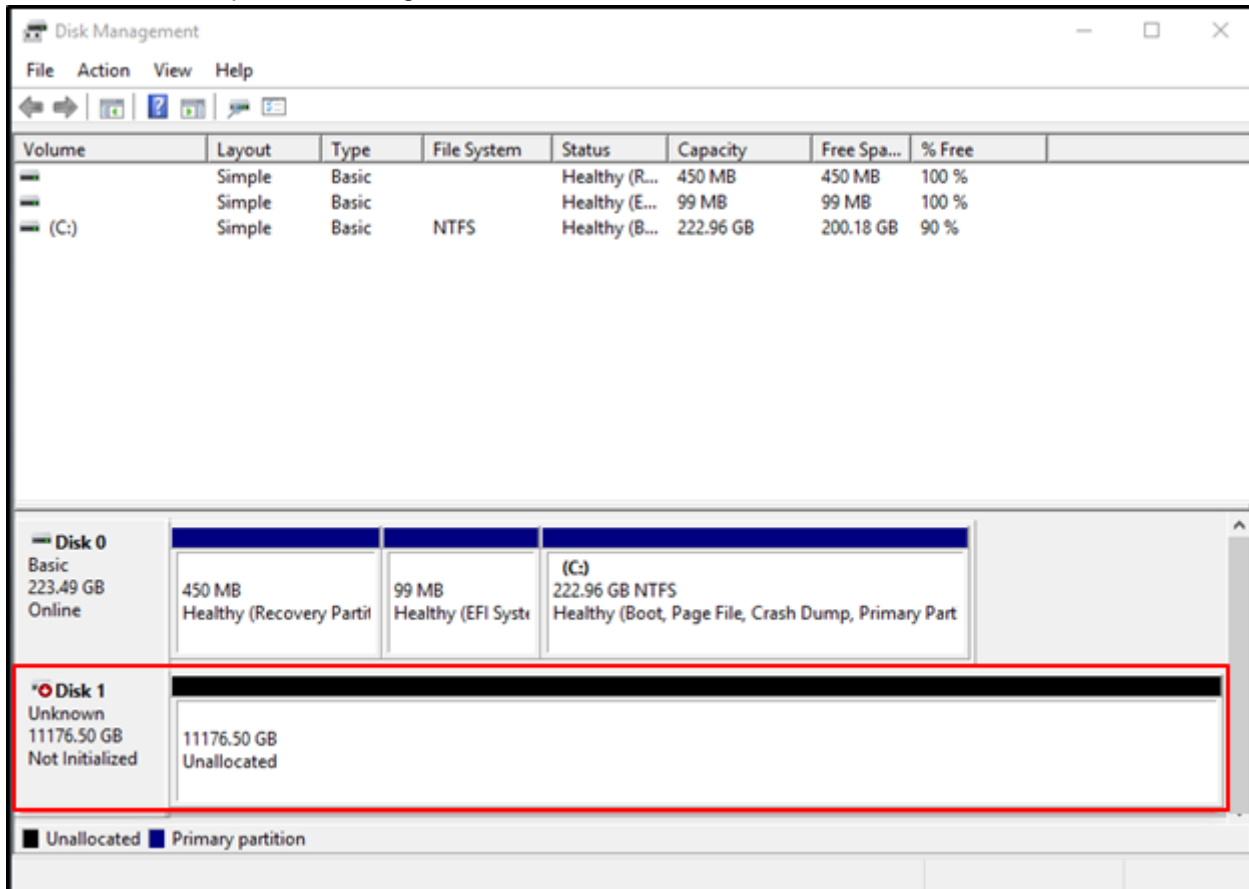 Disk Management
File Action View Help
Volume Layout Type File System Status Capacity Free Spa... % Free
Simple Basic Healthy (R... 450 MB 450 MB 100 %
Simple Basic Healthy (E... 99 MB 99 MB 100 %
(C:) Simple Basic NTFS Healthy (B... 222.96 GB 200.18 GB 90 %
Disk 0
Basic
223.49 GB
Online
450 MB
Healthy (Recovery Partit
99 MB
Healthy (EFI Syste
(C:)
222.96 GB NTFS
Healthy (Boot, Page File, Crash Dump, Primary Part
Disk 1
Unknown
11176.50 GB
Not Initialized
11176.50 GB
Unallocated
Unallocated Primary partition